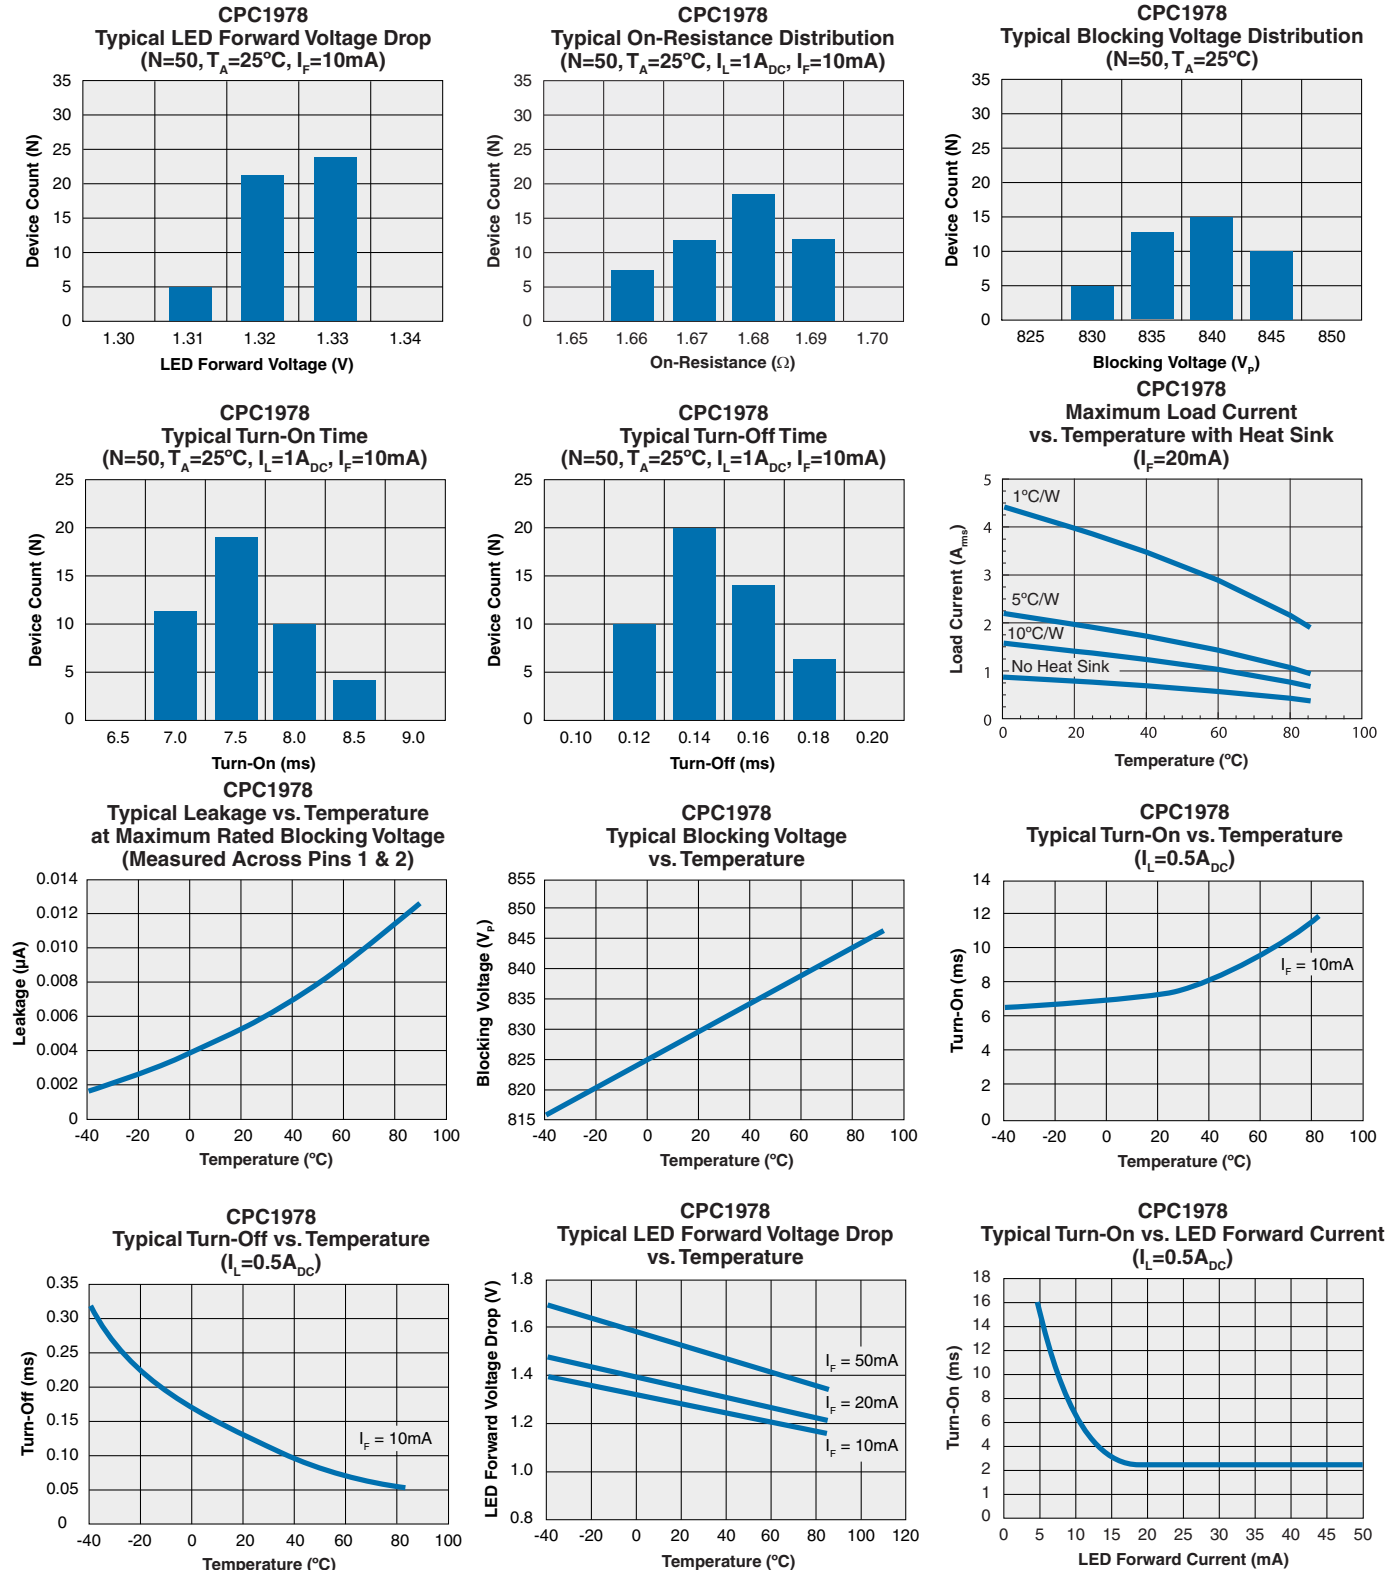 CPC1978
Typical LED Forward Voltage Drop
(N=50, TA=25ºC, IF=10mA)
35
30
25
20
15
10
5
0
Device Count (N)
1.30 1.31 1.32 1.33 1.34
LED Forward Voltage (V)
CPC1978
Typical On-Resistance Distribution
(N=50, TA=25ºC, IL=1ADC, IF=10mA)
35
30
25
20
15
10
5
0
Device Count (N)
1.65 1.66 1.67 1.68 1.69 1.70
On-Resistance (Ω)
CPC1978
Typical Blocking Voltage Distribution
(N=50, TA=25ºC)
35
30
25
20
15
10
5
0
Device Count (N)
825 830 835 840 845 850
Blocking Voltage (VP)
CPC1978
Typical Turn-On Time
(N=50, TA=25ºC, IL=1ADC, IF=10mA)
25
20
15
10
5
0
Device Count (N)
6.5 7.0 7.5 8.0 8.5 9.0
Turn-On (ms)
CPC1978
Typical Turn-Off Time
(N=50, TA=25ºC, IL=1ADC, IF=10mA)
25
20
15
10
5
0
Device Count (N)
0.10 0.12 0.14 0.16 0.18 0.20
Turn-Off (ms)
CPC1978
Maximum Load Current
vs. Temperature with Heat Sink
(IF=20mA)
5
4
3
2
1
0
Load Current (Arms)
1ºC/W
5ºC/W
10ºC/W
No Heat Sink
0 20 40 60 80 100
Temperature (ºC)
CPC1978
Typical Leakage vs. Temperature
at Maximum Rated Blocking Voltage
(Measured Across Pins 1 & 2)
0.014
0.012
0.010
0.008
0.006
0.004
0.002
0
Leakage (µA)
-40 -20 0 20 40 60 80 100
Temperature (ºC)
CPC1978
Typical Blocking Voltage
vs. Temperature
855
850
845
840
835
830
825
820
815
Blocking Voltage (VP)
-40 -20 0 20 40 60 80 100
Temperature (ºC)
CPC1978
Typical Turn-On vs. Temperature
(IL=0.5ADC)
14
12
10
8
6
4
2
0
Turn-On (ms)
IF = 10mA
-40 -20 0 20 40 60 80 100
Temperature (ºC)
CPC1978
Typical Turn-Off vs. Temperature
(IL=0.5ADC)
0.35
0.30
0.25
0.20
0.15
0.10
0.05
0
Turn-Off (ms)
IF = 10mA
-40 -20 0 20 40 60 80 100
Temperature (ºC)
CPC1978
Typical LED Forward Voltage Drop
vs. Temperature
1.8
1.6
1.4
1.2
1.0
0.8
LED Forward Voltage Drop (V)
IF = 50mA
IF = 20mA
IF = 10mA
-40 -20 0 20 40 60 80 100 120
Temperature (ºC)
CPC1978
Typical Turn-On vs. LED Forward Current
(IL=0.5ADC)
18
16
14
12
10
8
6
4
2
1
0
Turn-On (ms)
0 5 10 15 20 25 30 35 40 45 50
LED Forward Current (mA)